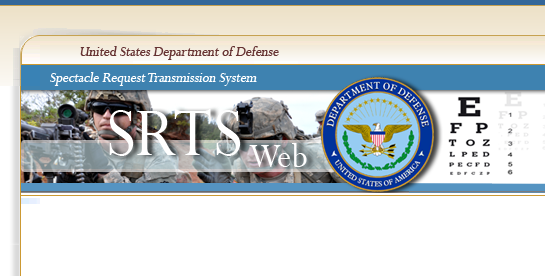 United States Department of Defense
Spectacle Request Transmission System
SRTS Web
DEPARTMENT OF DEFENSE
UNITED STATES OF AMERICA
E
F P
T O Z
L P E D
P E C F D
E D F C Z P
1
2
3
4
5
6